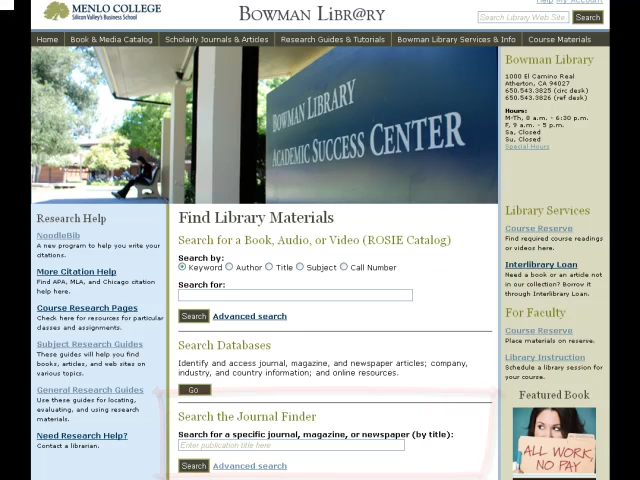 MENLO COLLEGE
Silicon Valley's Business School
BOWMAN LIBR@RY
Help My Account
Search Library Web Site
Search
Home
Book & Media Catalog
Scholarly Journals & Articles
Research Guides & Tutorials
Bowman Library Services & Info
Course Materials
BOWMAN LIBRARY
ACADEMIC SUCCESS CENTER
Research Help
NoodleBib
A new program to help you write your
citations.
More Citation Help
Find APA, MLA, and Chicago citation
help here.
Course Research Pages
Check here for resources for particular
classes and assignments.
Subject Research Guides
These guides will help you find
books, articles, and web sites on
various topics.
General Research Guides
Use these guides for locating,
evaluating, and using research
materials.
Need Research Help?
Contact a librarian.
Find Library Materials
Search for a Book, Audio, or Video (ROSIE Catalog)
Search by:
Keyword Author Title Subject Call Number
Search for:
Search Advanced search
Search Databases
Identify and access journal, magazine, and newspaper articles; company,
industry, and country information; and online resources.
Go
Search the Journal Finder
Search for a specific journal, magazine, or newspaper (by title):
Enter publication title here
Search Advanced search
Bowman Library
1000 El Camino Real
Atherton, CA 94027
650.543.3825 (circ desk)
650.543.3826 (ref desk)
Hours:
M-Th, 8 a.m. - 6:30 p.m.
F, 9 a.m. - 5 p.m.
Sa, Closed
Su, Closed
Special Hours
Library Services
Course Reserve
Find required course readings
or videos here.
Interlibrary Loan
Need a book or an article not
in our collection? Borrow it
through Interlibrary Loan.
For Faculty
Course Reserve
Place materials on reserve.
Library Instruction
Schedule a library session for
your course.
Featured Book
ALL WORK,
NO PAY